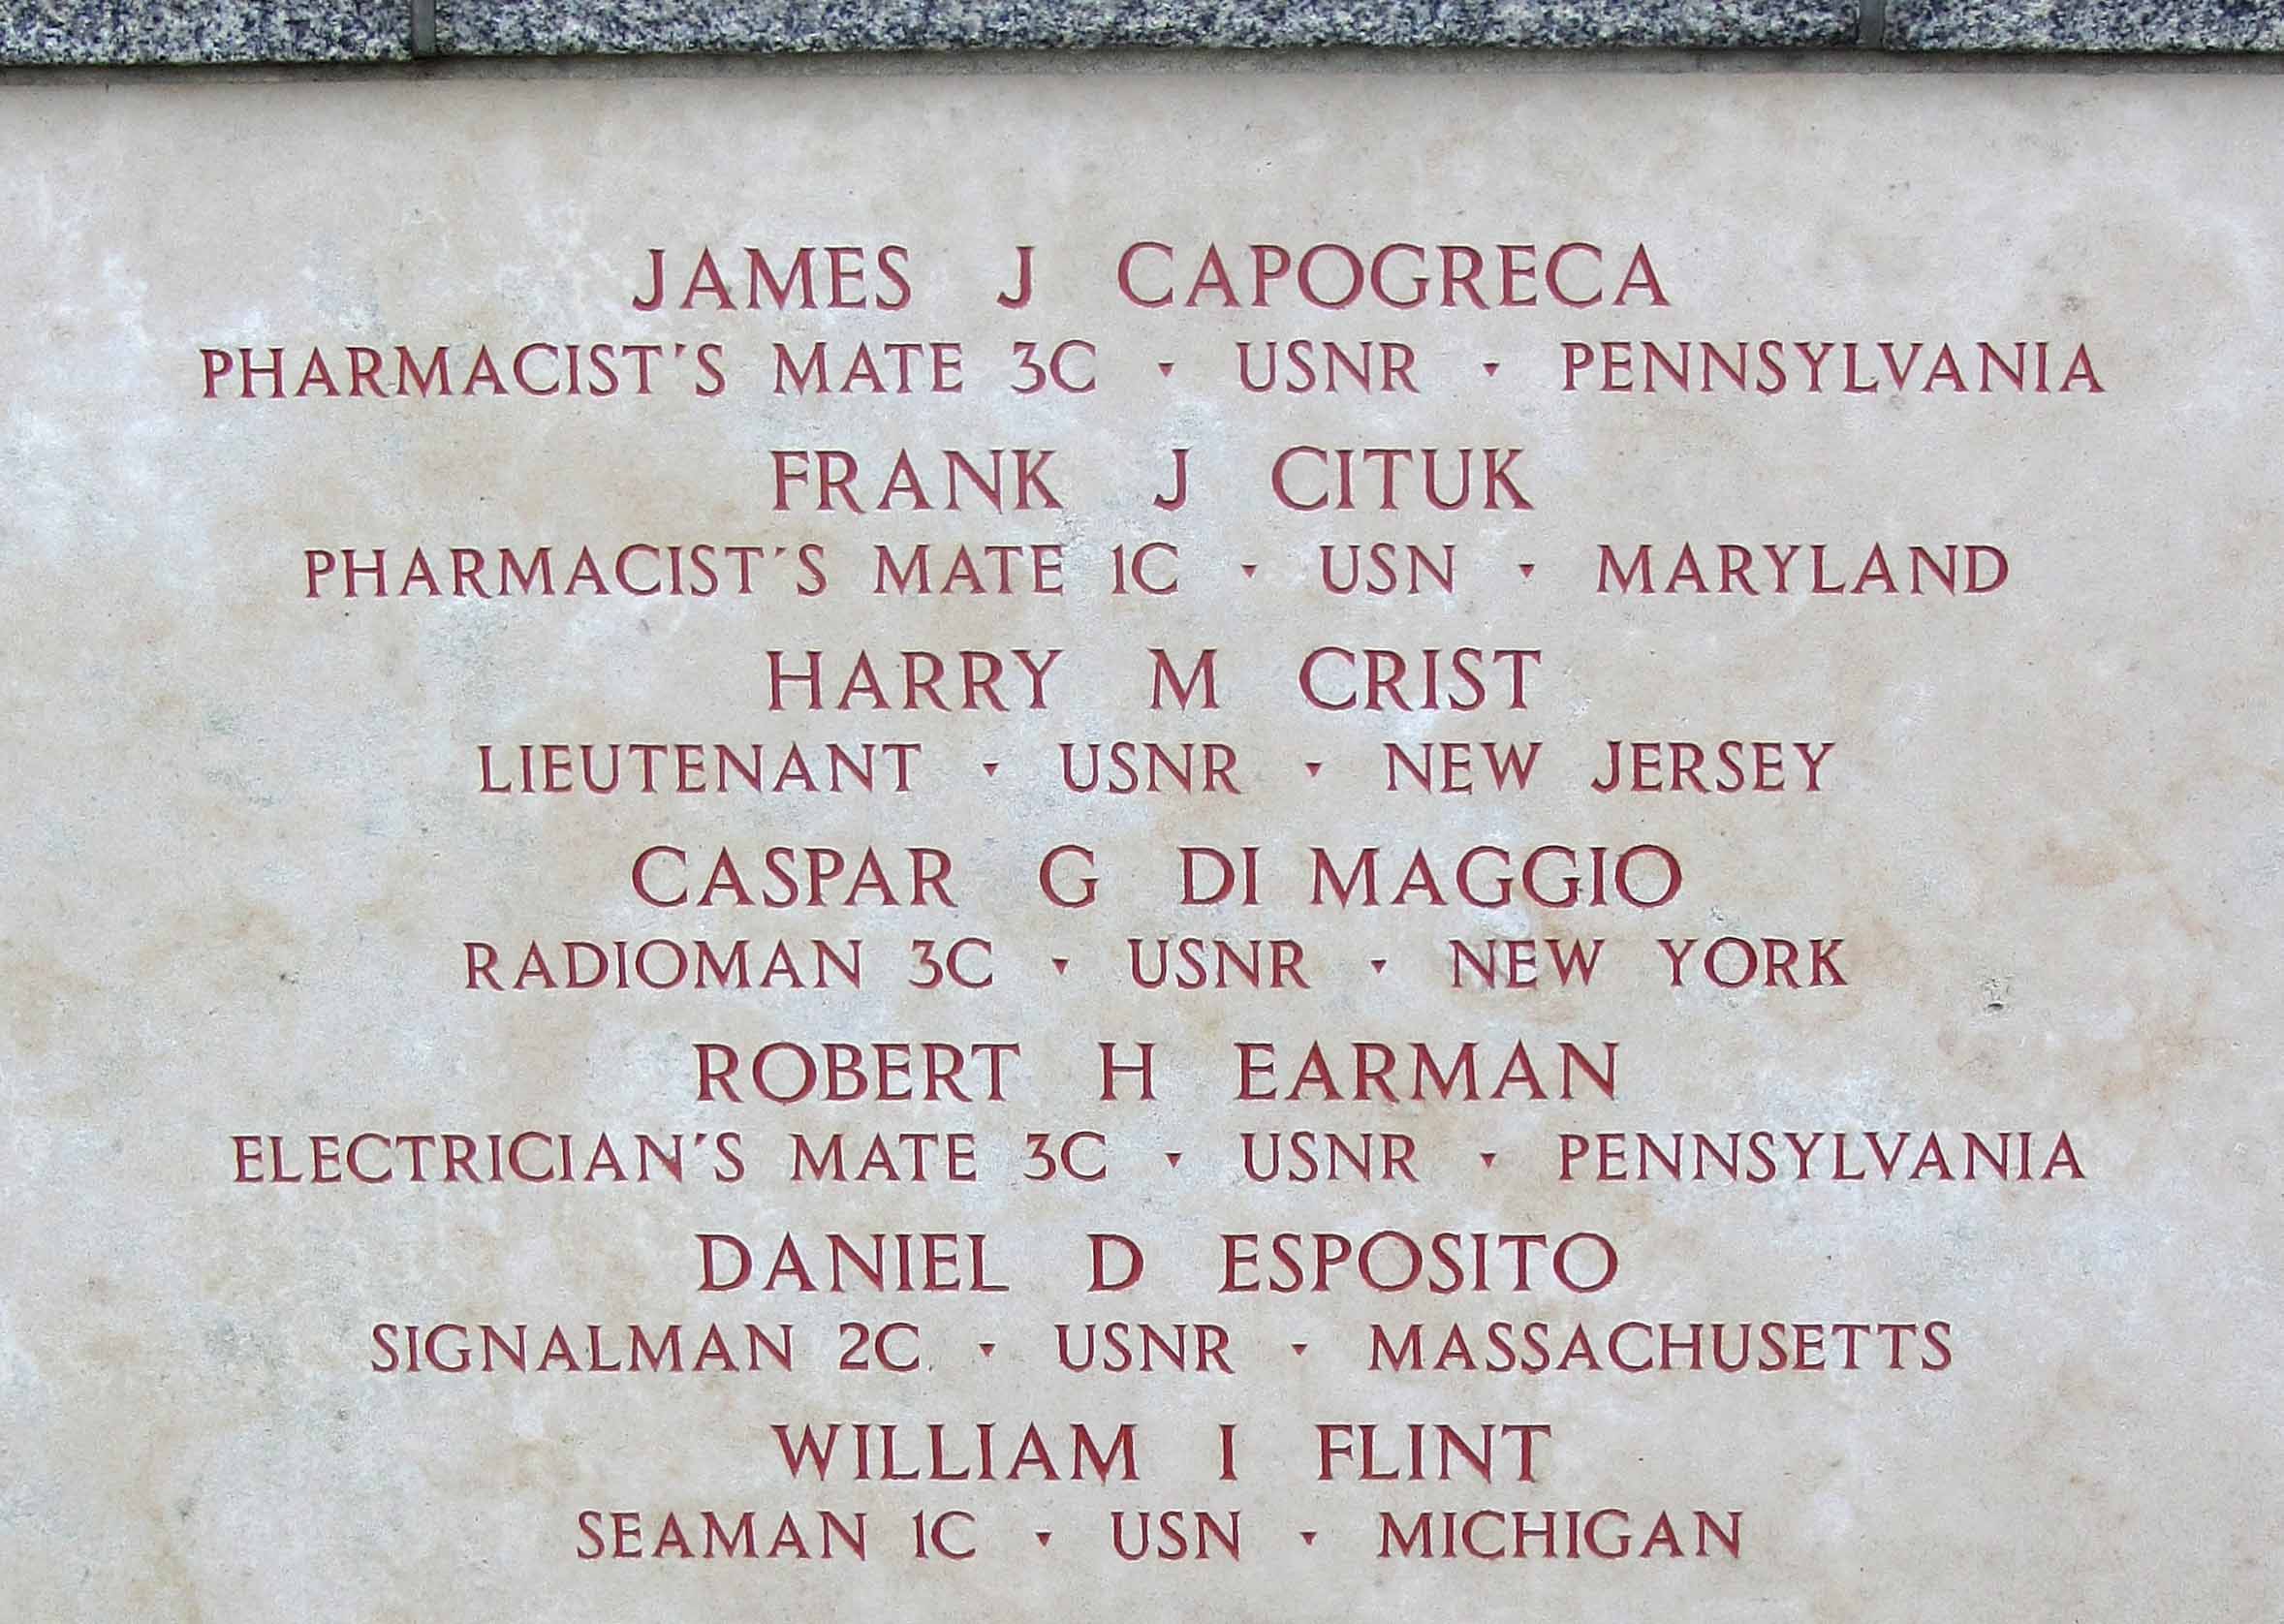 JAMES J CAPOGRECA
PHARMACIST'S MATE 3C · USNR · PENNSYLVANIA
FRANK J CITUK
PHARMACIST'S MATE 1C · USN · MARYLAND
HARRY M CRIST
LIEUTENANT · USNR · NEW JERSEY
CASPAR G DI MAGGIO
RADIOMAN 3C · USNR · NEW YORK
ROBERT H EARMAN
ELECTRICIAN'S MATE 3C · USNR · PENNSYLVANIA
DANIEL D ESPOSITO
SIGNALMAN 2C · USNR · MASSACHUSETTS
WILLIAM I FLINT
SEAMAN 1C · USN · MICHIGAN